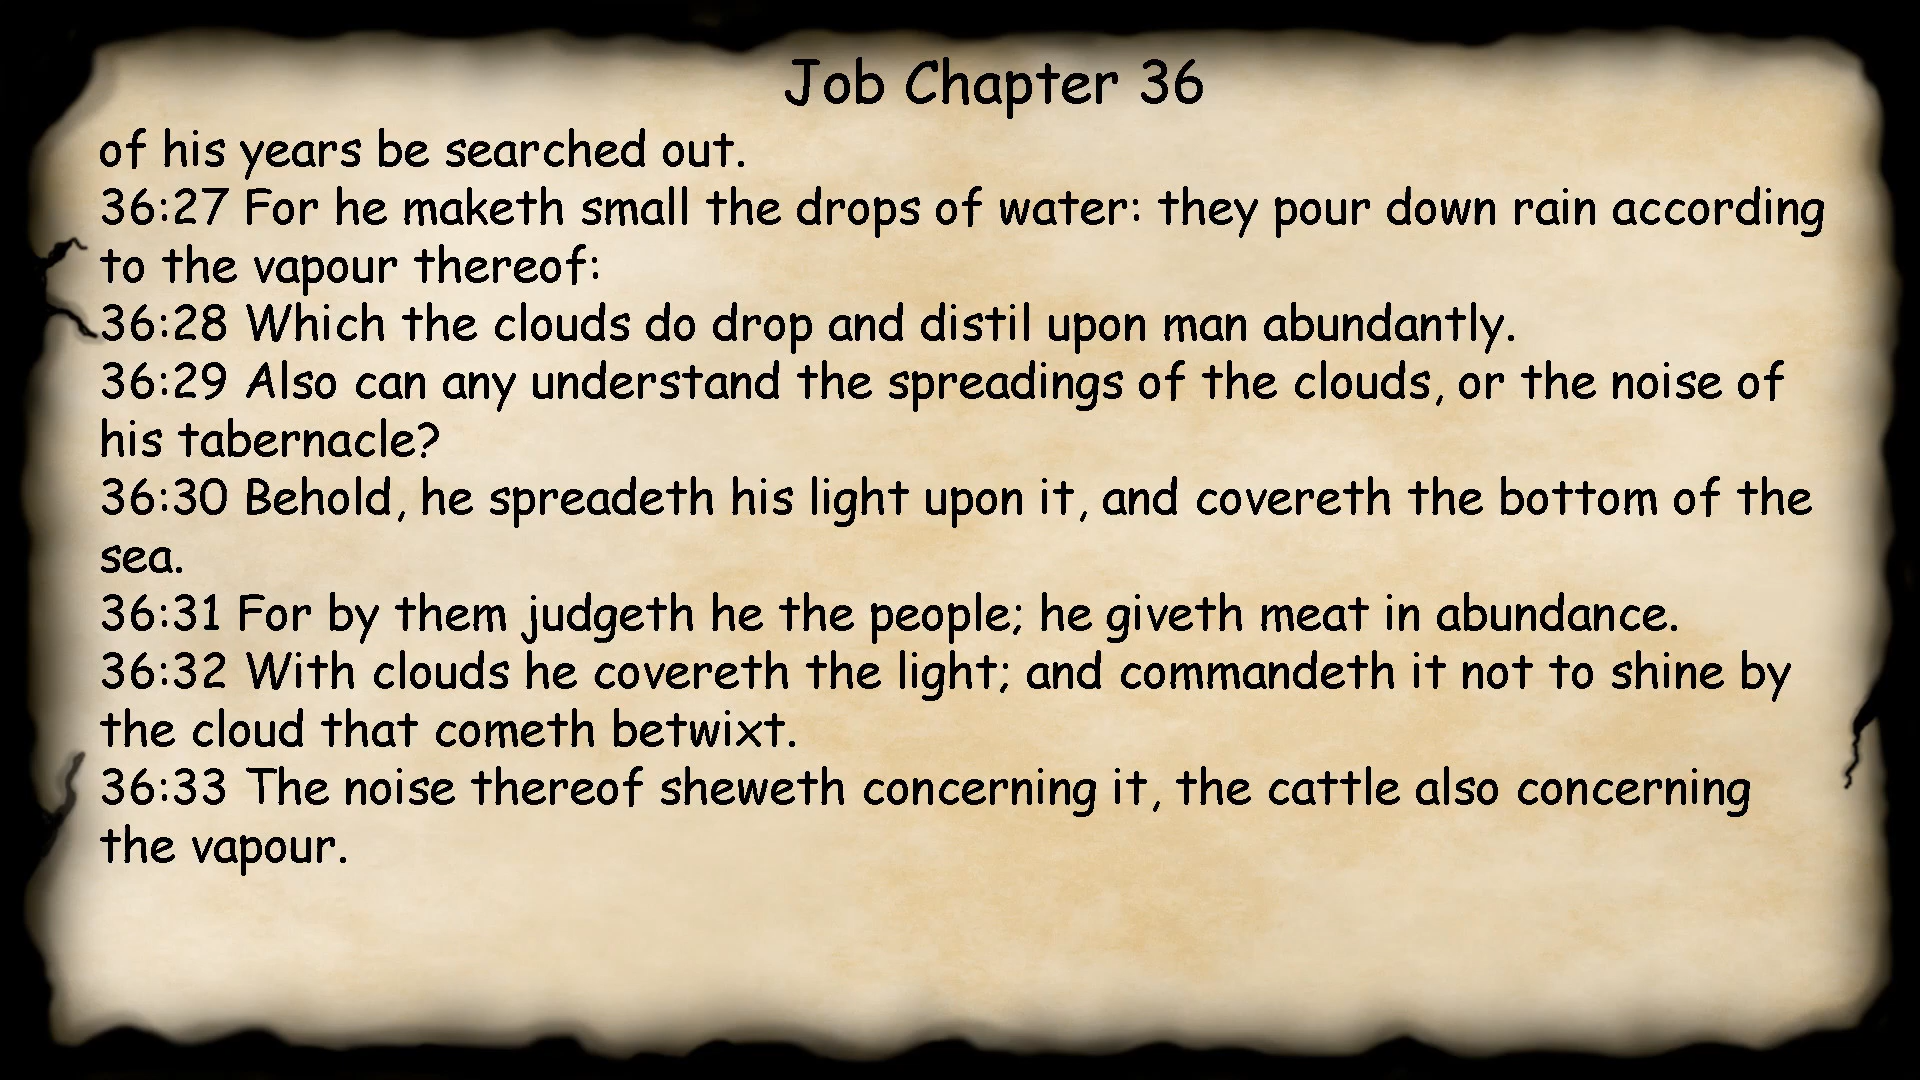 Job Chapter 36
of his years be searched out.
36:27 For he maketh small the drops of water: they pour down rain according
to the vapour thereof:
36:28 Which the clouds do drop and distil upon man abundantly.
36:29 Also can any understand the spreadings of the clouds, or the noise of
his tabernacle?
36:30 Behold, he spreadeth his light upon it, and covereth the bottom of the
sea.
36:31 For by them judgeth he the people; he giveth meat in abundance.
36:32 With clouds he covereth the light; and commandeth it not to shine by
the cloud that cometh betwixt.
36:33 The noise thereof sheweth concerning it, the cattle also concerning
the vapour.